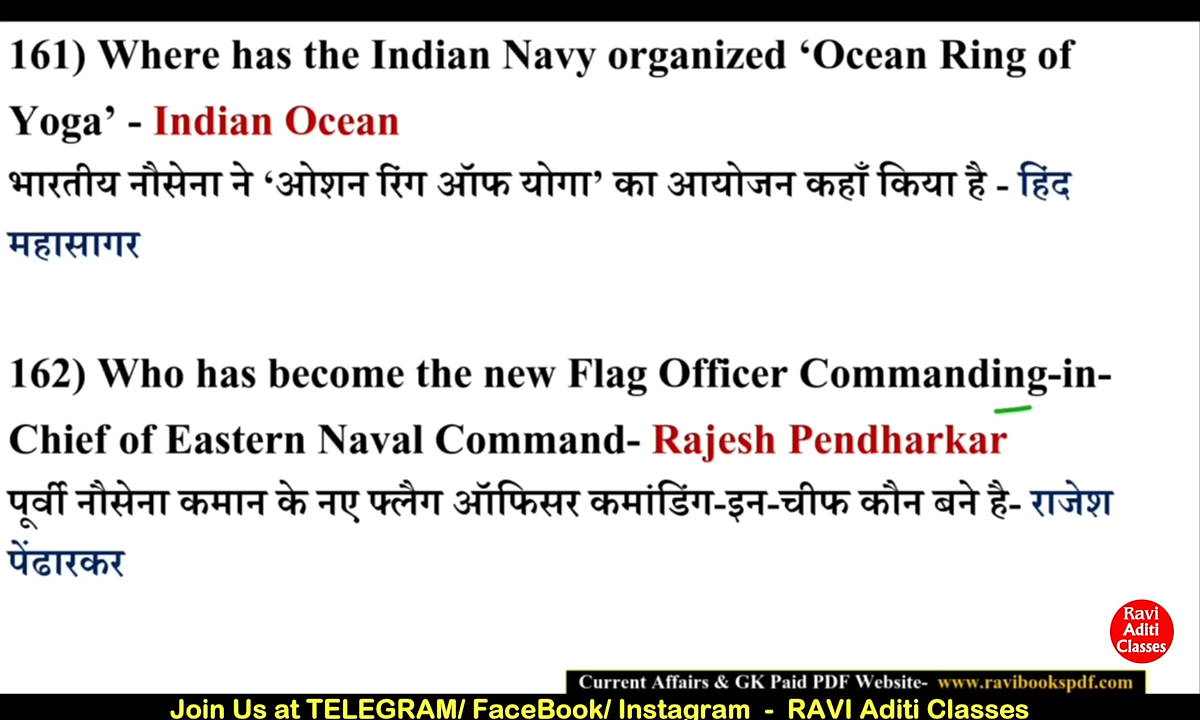 161) Where has the Indian Navy organized ‘Ocean Ring of
Yoga’ - Indian Ocean
भारतीय नौसेना ने ‘ओशन रिंग ऑफ योगा’ का आयोजन कहाँ किया है - हिंद
महासागर
162) Who has become the new Flag Officer Commanding-in-
Chief of Eastern Naval Command- Rajesh Pendharkar
पूर्वी नौसेना कमान के नए फ्लैग ऑफिसर कमांडिंग-इन-चीफ कौन बने है- राजेश
पेंढारकर
Ravi
Aditi
Classes
Current Affairs & GK Paid PDF Website- www.ravibookspdf.com
Join Us at TELEGRAM/ FaceBook/ Instagram - RAVI Aditi Classes